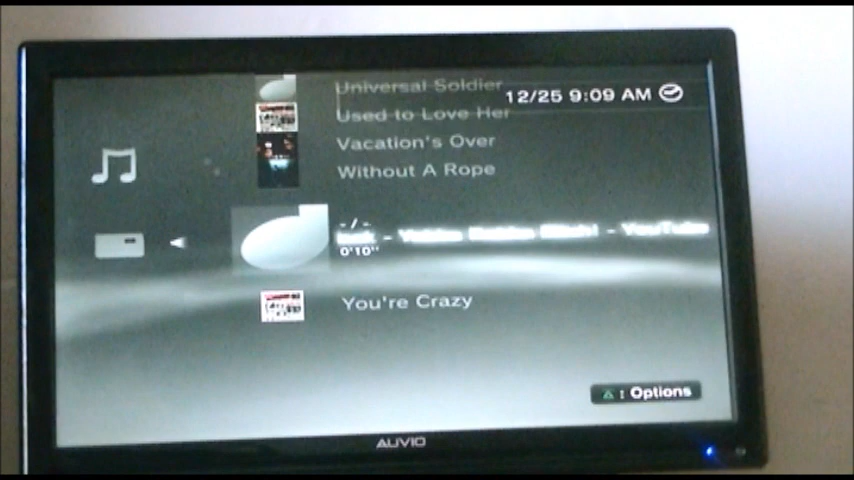 Universal Soldier
12/25 9:09 AM
Used to Love Her
Vacation's Over
Without A Rope
- / -
- YouTube
0'10"
You're Crazy
: Options
AUVIO